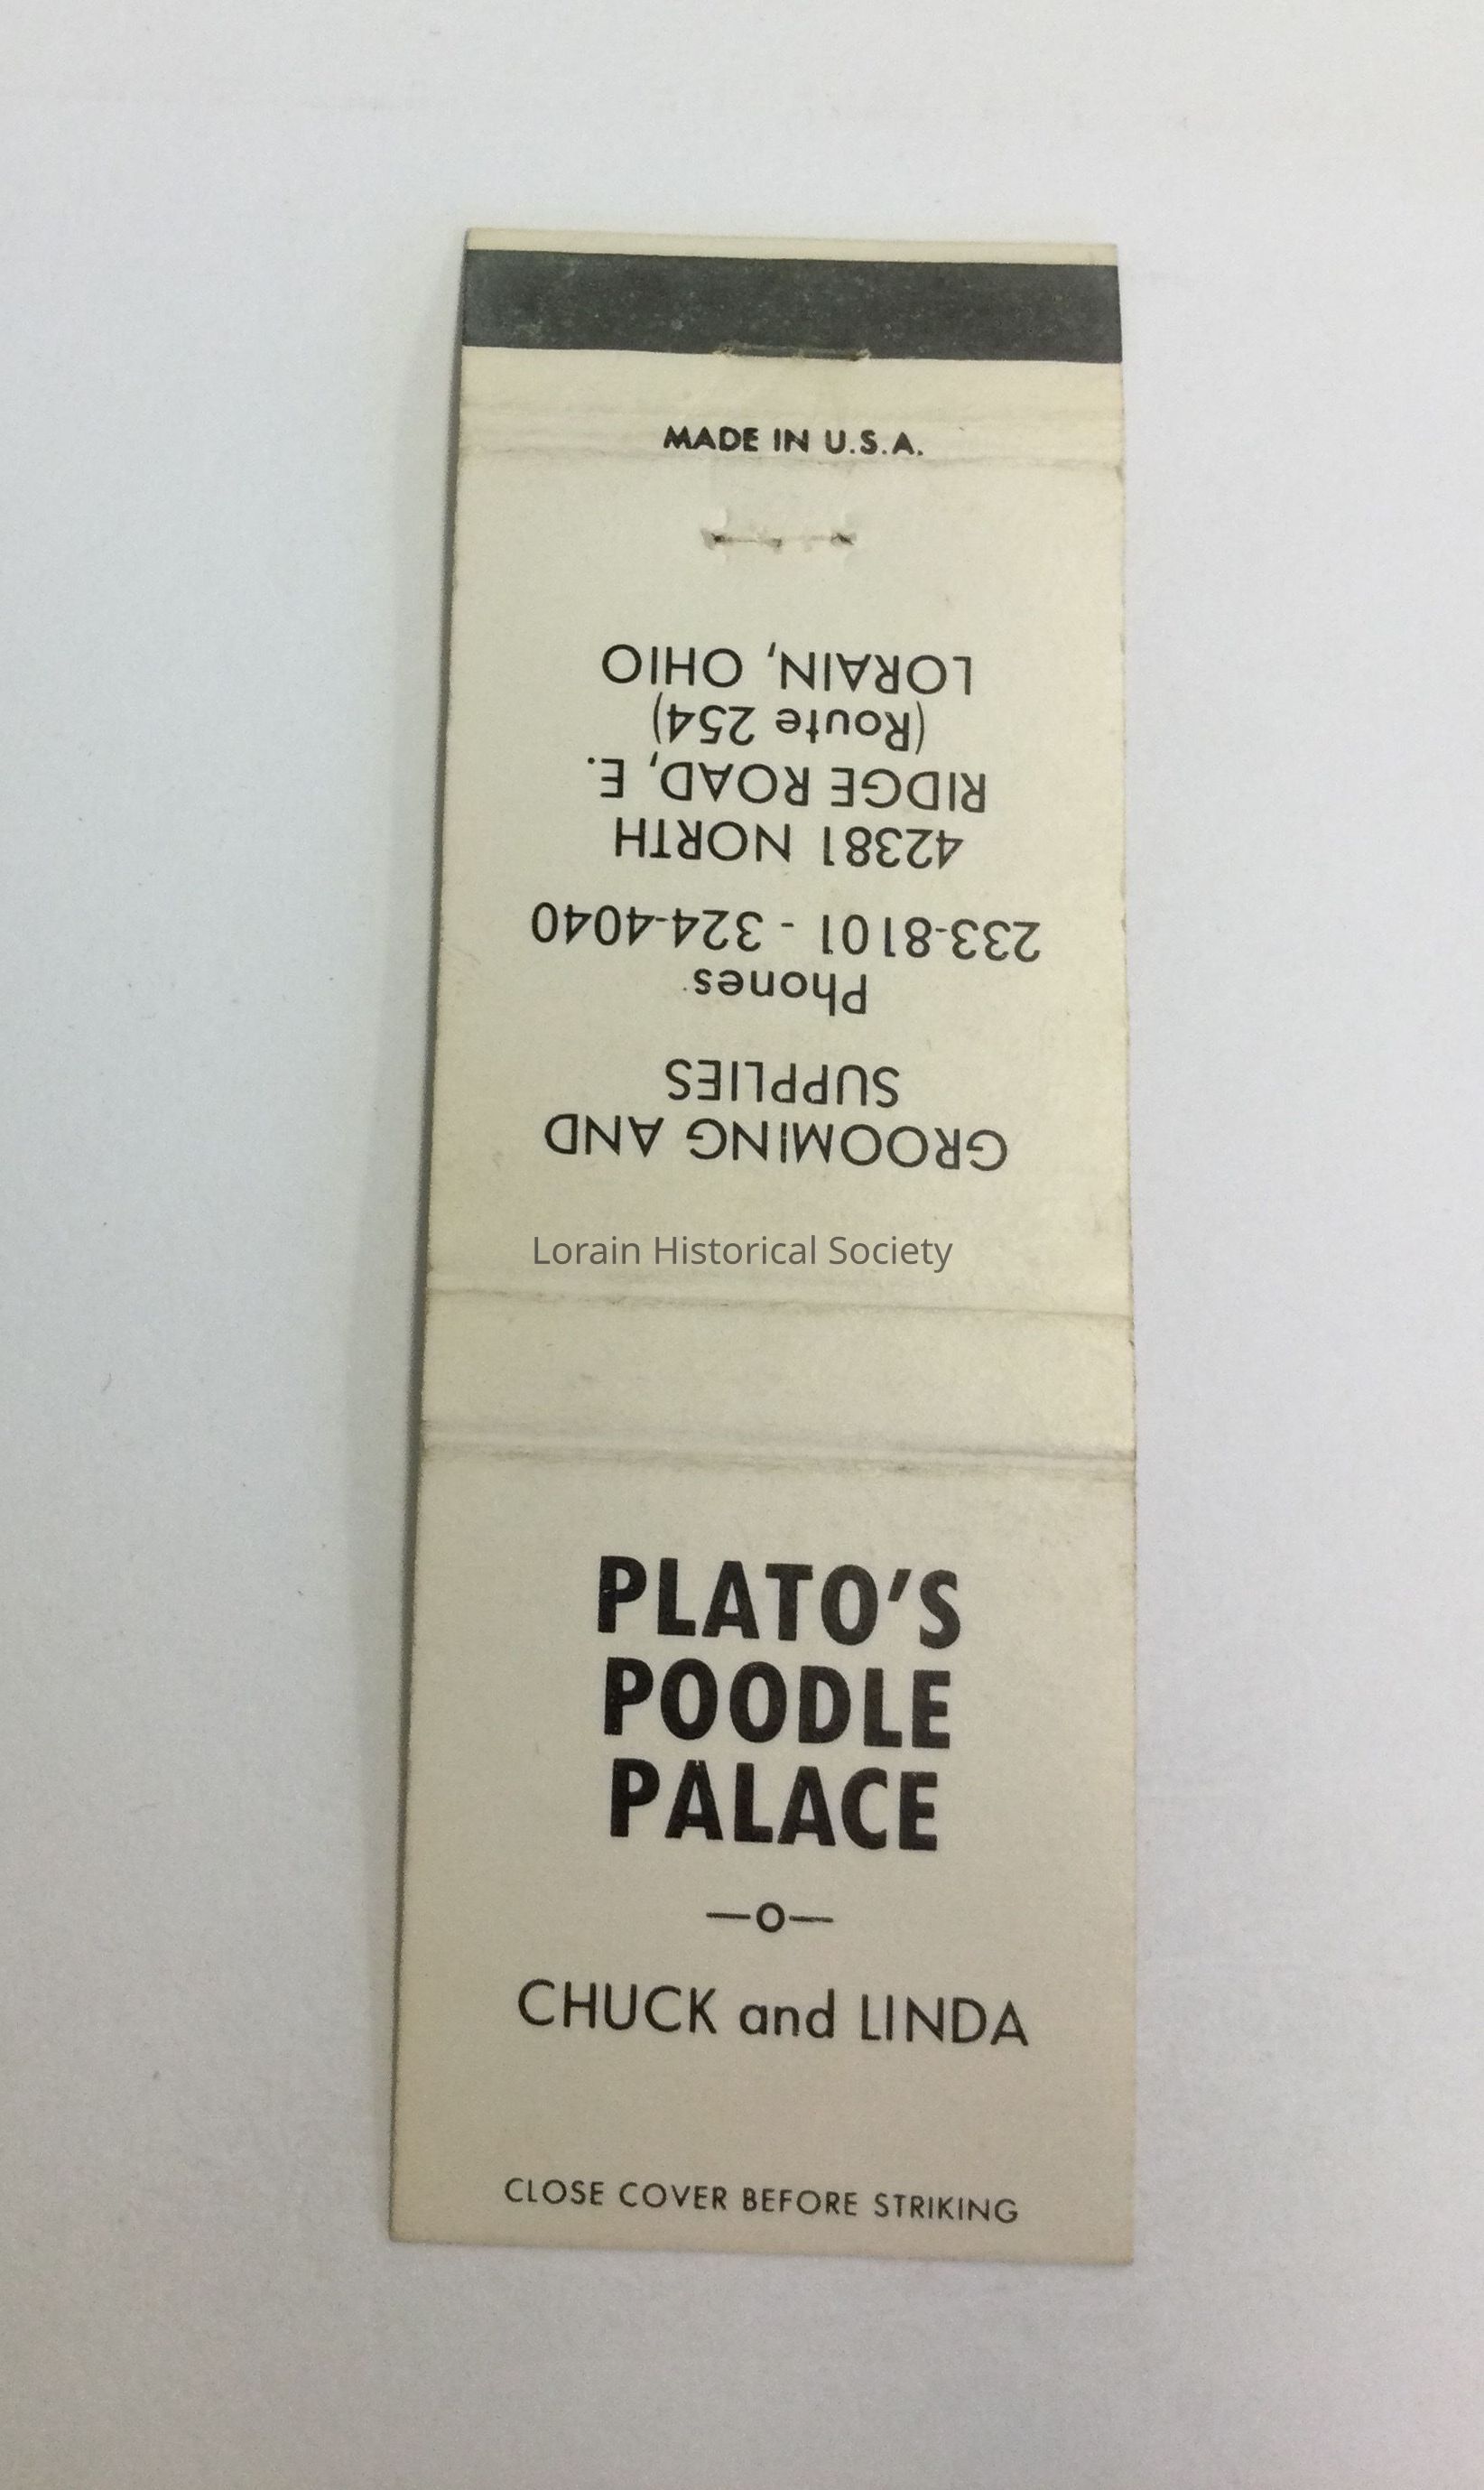 MADE IN U.S.A.
GROOMING AND
SUPPLIES
Phones
233-8101 - 324-4040
42381 NORTH
RIDGE ROAD, E.
(Route 254)
LORAIN, OHIO
Lorain Historical Society
PLATO'S
POODLE
PALACE
—o—
CHUCK and LINDA
CLOSE COVER BEFORE STRIKING